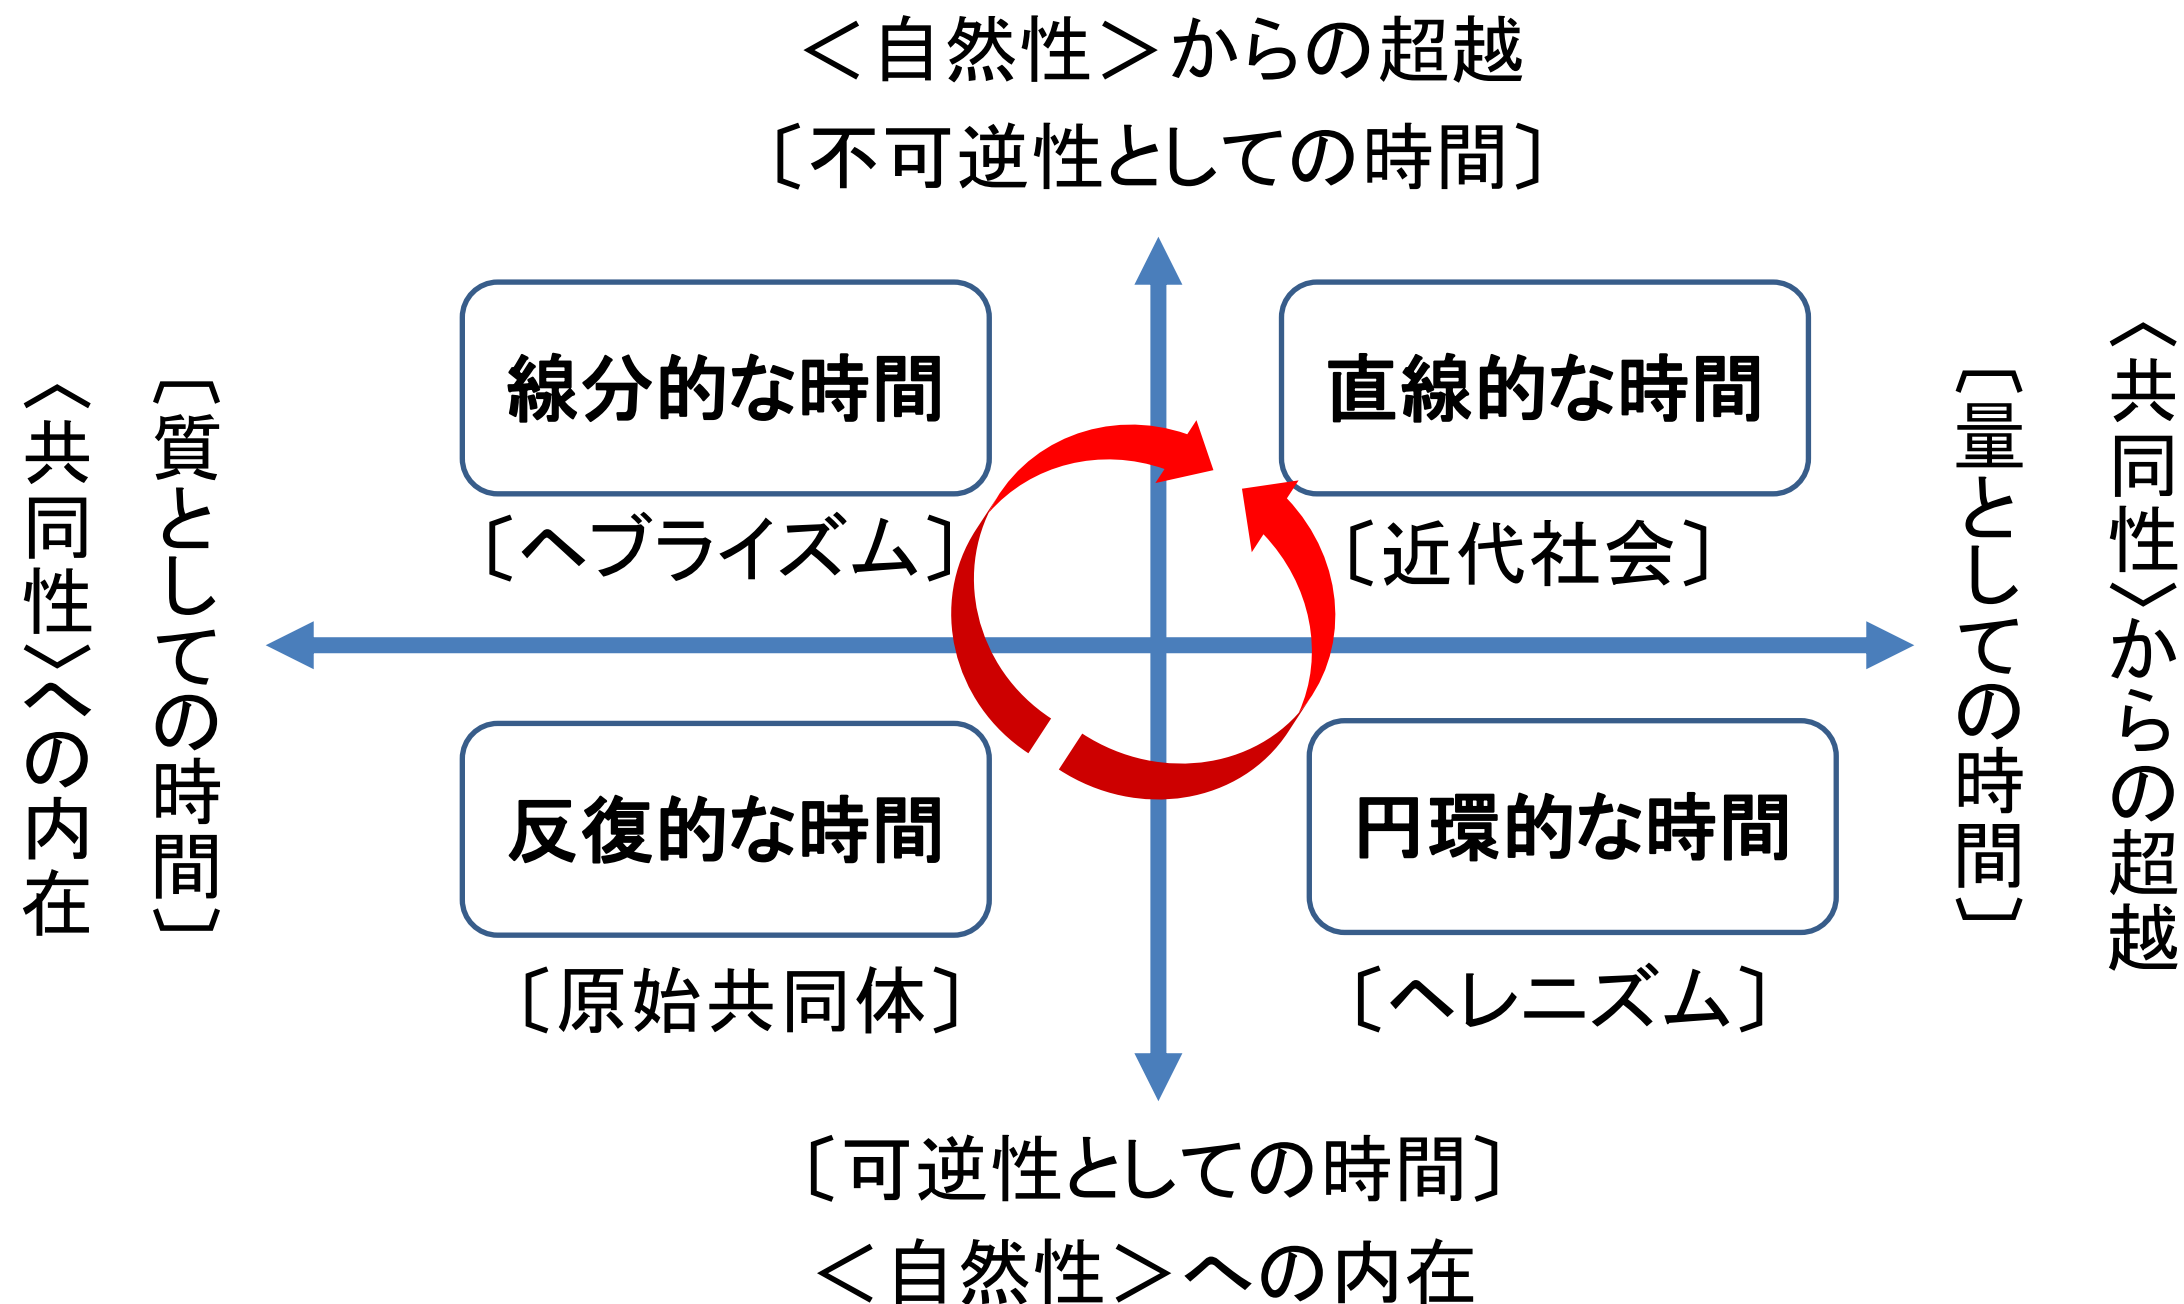 ＜自然性＞からの超越
〔不可逆性としての時間〕
〈共同性〉への内在
〔質としての時間〕
線分的な時間
〔ヘブライズム〕
直線的な時間
〔近代社会〕
反復的な時間
〔原始共同体〕
円環的な時間
〔ヘレニズム〕
〔量としての時間〕
〈共同性〉からの超越
〔可逆性としての時間〕
＜自然性＞への内在